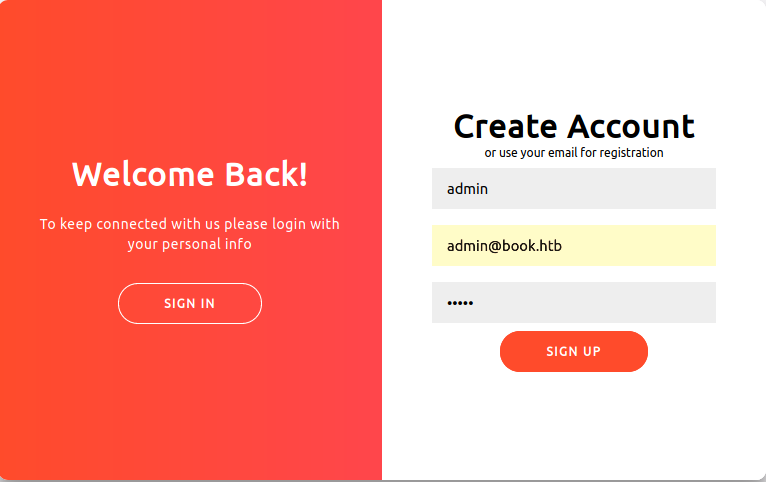 Welcome Back!
To keep connected with us please login with
your personal info
SIGN IN
Create Account
or use your email for registration
admin
admin@book.htb
•••••
SIGN UP